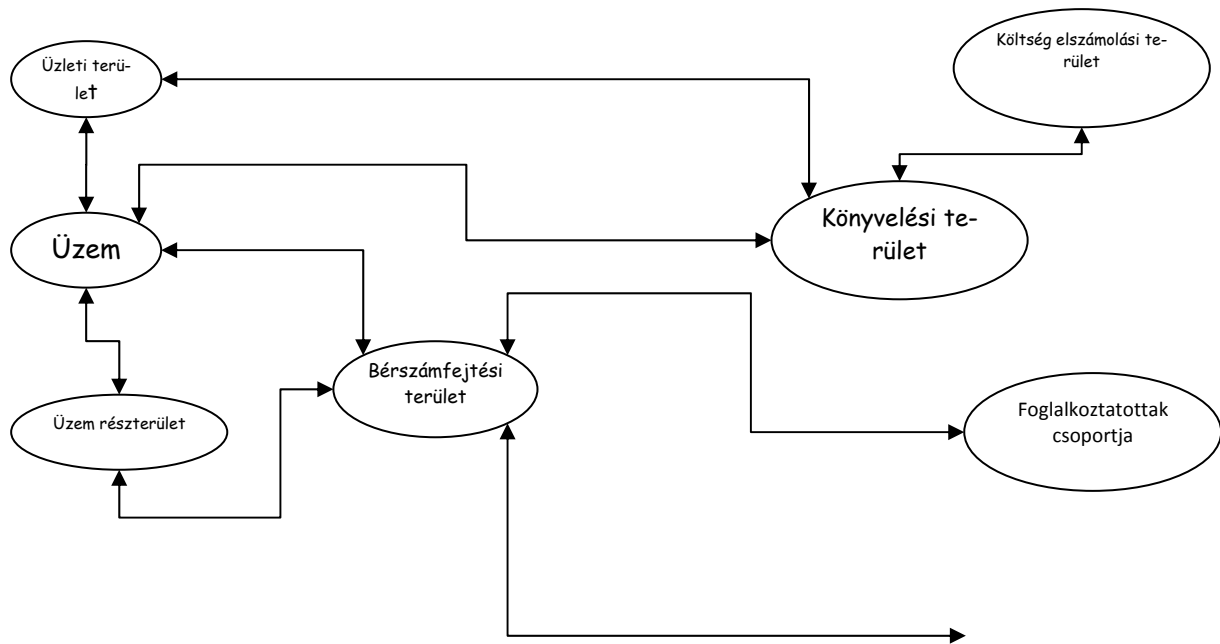 Költség elszámolási te-
rület
Üzleti terü-
let
Könyvelési te-
rület
Üzem
Bérszámfejtési
terület
Üzem részterület
Foglalkoztatottak
csoportja